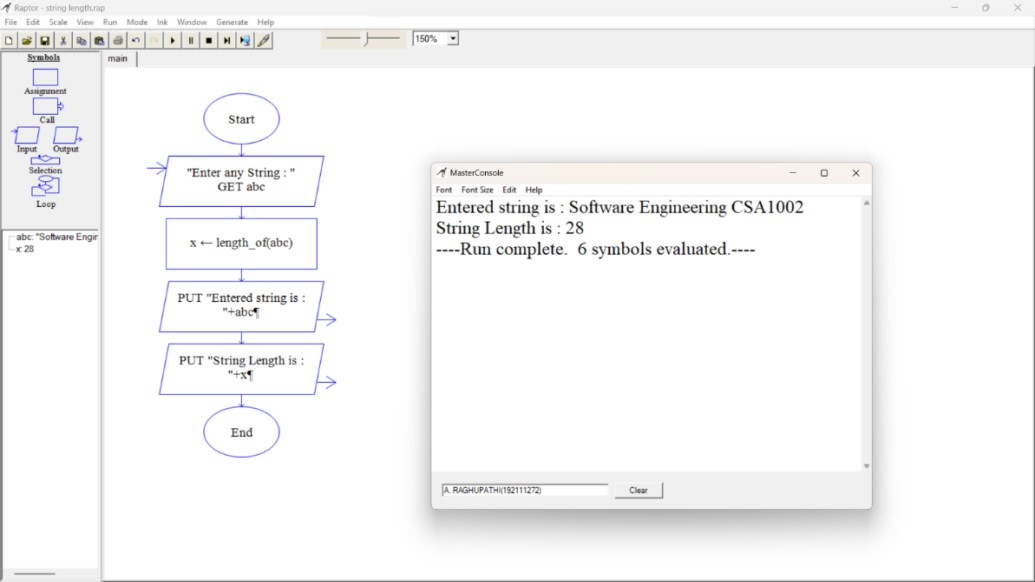 Raptor - string length.rap
File Edit Scale View Run Mode Ink Window Generate Help
150%
Symbols
Assignment
Call
Input Output
Selection
Loop
abc: "Software Engir
x: 28
main
Start
"Enter any String : "
GET abc
x ← length_of(abc)
PUT "Entered string is :
"+abc¶
PUT "String Length is :
"+x¶
End
MasterConsole
Font Font Size Edit Help
Entered string is : Software Engineering CSA1002
String Length is : 28
----Run complete.  6 symbols evaluated.----
A. RAGHUPATHI(192111272)
Clear